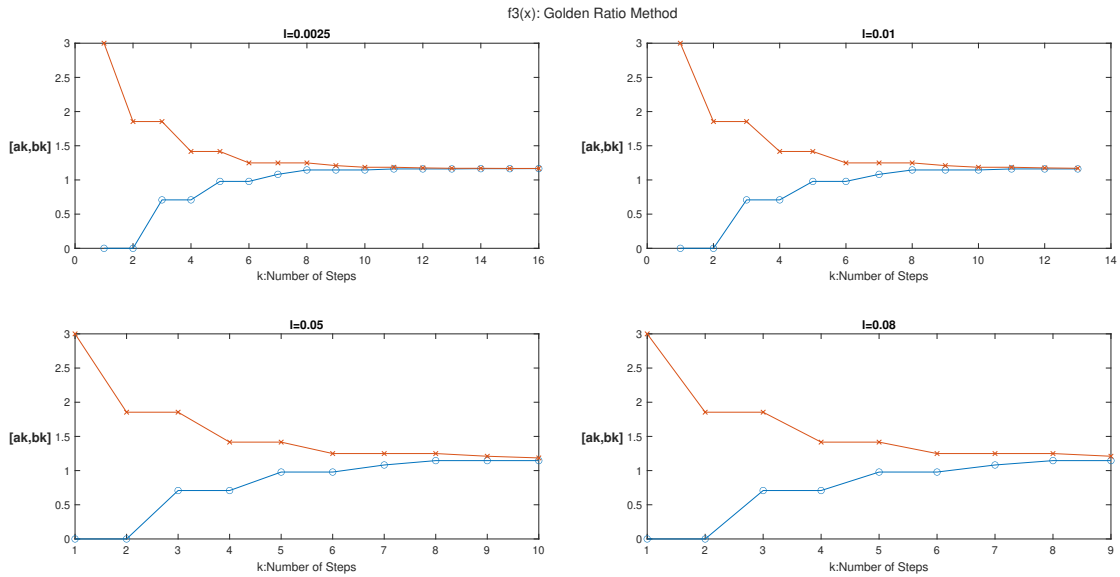 f3(x): Golden Ratio Method
l=0.0025
3
2.5
2
1.5
1
0.5
0
[ak,bk]
0 2 4 6 8 10 12 14 16
k:Number of Steps
l=0.01
3
2.5
2
1.5
1
0.5
0
[ak,bk]
0 2 4 6 8 10 12 14
k:Number of Steps
l=0.05
3
2.5
2
1.5
1
0.5
0
[ak,bk]
1 2 3 4 5 6 7 8 9 10
k:Number of Steps
l=0.08
3
2.5
2
1.5
1
0.5
0
[ak,bk]
1 2 3 4 5 6 7 8 9
k:Number of Steps